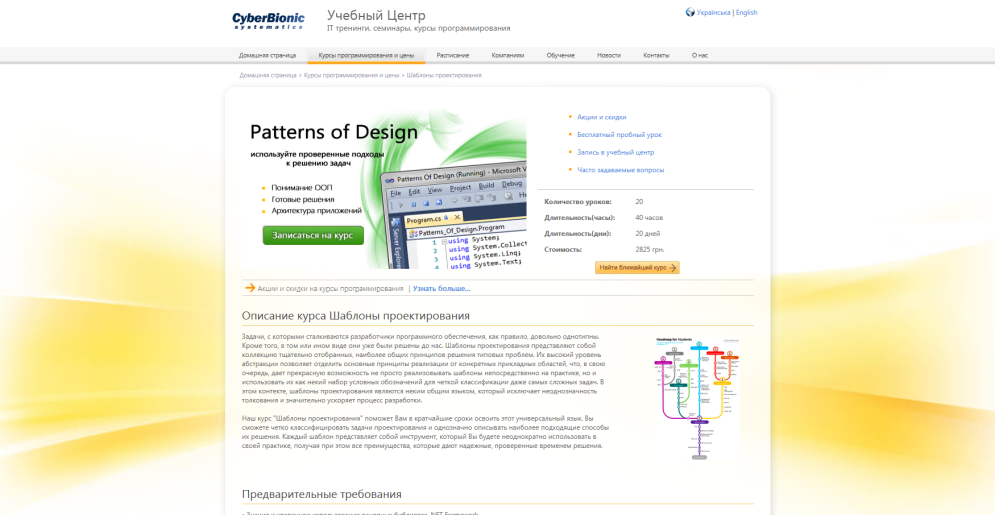 CyberBionic
systematics
Учебный Центр
IT тренинги, семинары, курсы программирования
Українська | English
Домашняя страница Курсы программирования и цены Расписание Компаниям Обучение Новости Контакты О нас
Домашняя страница > Курсы программирования и цены > Шаблоны проектирования
Patterns of Design
используйте проверенные подходы
к решению задач
Понимание ООП
Готовые решения
Архитектура приложений
Записаться на курс
Patterns Of Design (Running) - Microsoft V
File Edit View Project Build Debug
Program.cs
Patterns_Of_Design.Program
Server Explorer
1 using System;
2 using System.Collect
3 using System.Linq;
4 using System.Text;
Акции и скидки
Бесплатный пробный урок
Запись в учебный центр
Часто задаваемые вопросы
Количество уроков: 20
Длительность(часы): 40 часов
Длительность(дни): 20 дней
Стоимость: 2825 грн.
Найти ближайший курс
Акции и скидки на курсы программирования | Узнать больше...
Описание курса Шаблоны проектирования
Задачи, с которыми сталкиваются разработчики программного обеспечения, как правило, довольно однотипны.
Кроме того, в том или ином виде они уже были решены до нас. Шаблоны проектирования представляют собой
коллекцию тщательно отобранных, наиболее общих принципов решения типовых проблем. Их высокий уровень
абстракции позволяет отделить основные принципы реализации от конкретных прикладных областей, что, в свою
очередь, дает прекрасную возможность не просто реализовывать шаблоны непосредственно на практике, но и
использовать их как некий набор условных обозначений для четкой классификации даже самых сложных задач. В
этом контексте, шаблоны проектирования являются неким общим языком, который исключает неоднозначность
толкования и значительно ускоряет процесс разработки.
Наш курс "Шаблоны проектирования" поможет Вам в кратчайшие сроки освоить этот универсальный язык. Вы
сможете четко классифицировать задачи проектирования и однозначно описывать наиболее подходящие способы
их решения. Каждый шаблон представляет собой инструмент, который Вы будете неоднократно использовать в
своей практике, получая при этом все преимущества, которые дают надежные, проверенные временем решения.
Roadmap for Students
Предварительные требования